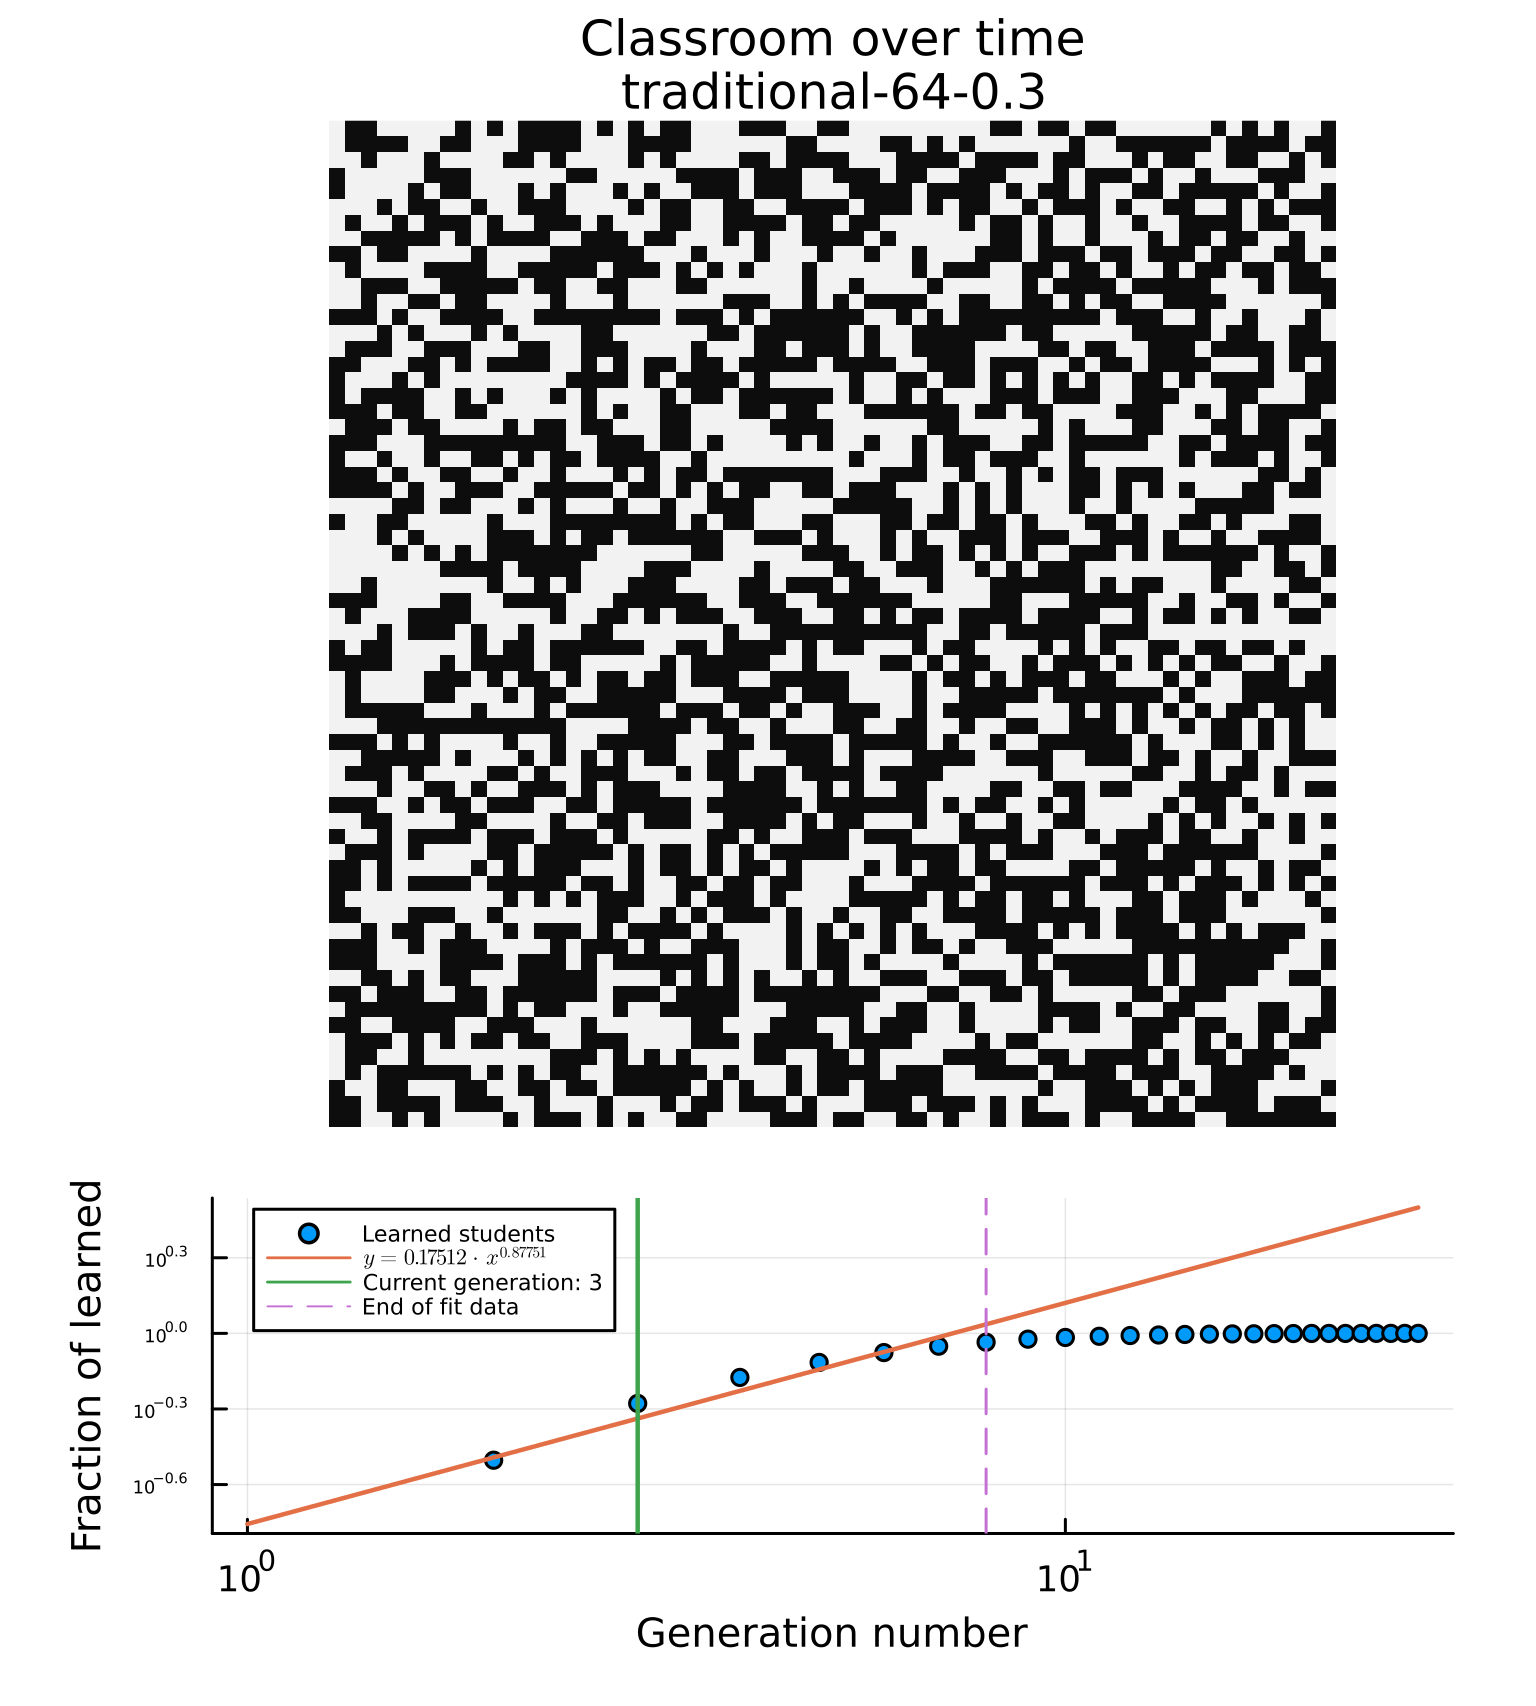 Classroom over time
traditional-64-0.3
Fraction of learned
10^0.3
10^0.0
10^−0.3
10^−0.6
Learned students
y = 0.17512 · x^0.87751
Current generation: 3
End of fit data
10^0
10^1
Generation number